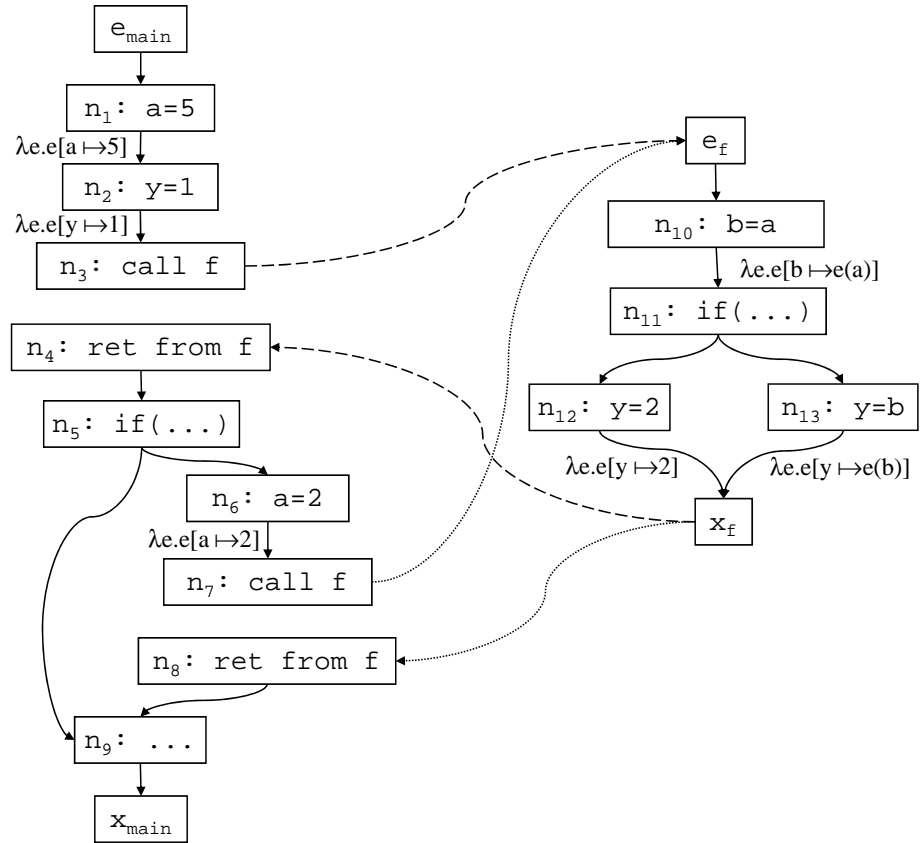 e_main
n_1: a=5
λe.e[a ↦5]
n_2: y=1
λe.e[y ↦1]
n_3: call f
n_4: ret from f
n_5: if(...)
n_6: a=2
λe.e[a ↦2]
n_7: call f
n_8: ret from f
n_9: ...
x_main
e_f
n_10: b=a
λe.e[b ↦e(a)]
n_11: if(...)
n_12: y=2
n_13: y=b
λe.e[y ↦2]
λe.e[y ↦e(b)]
x_f